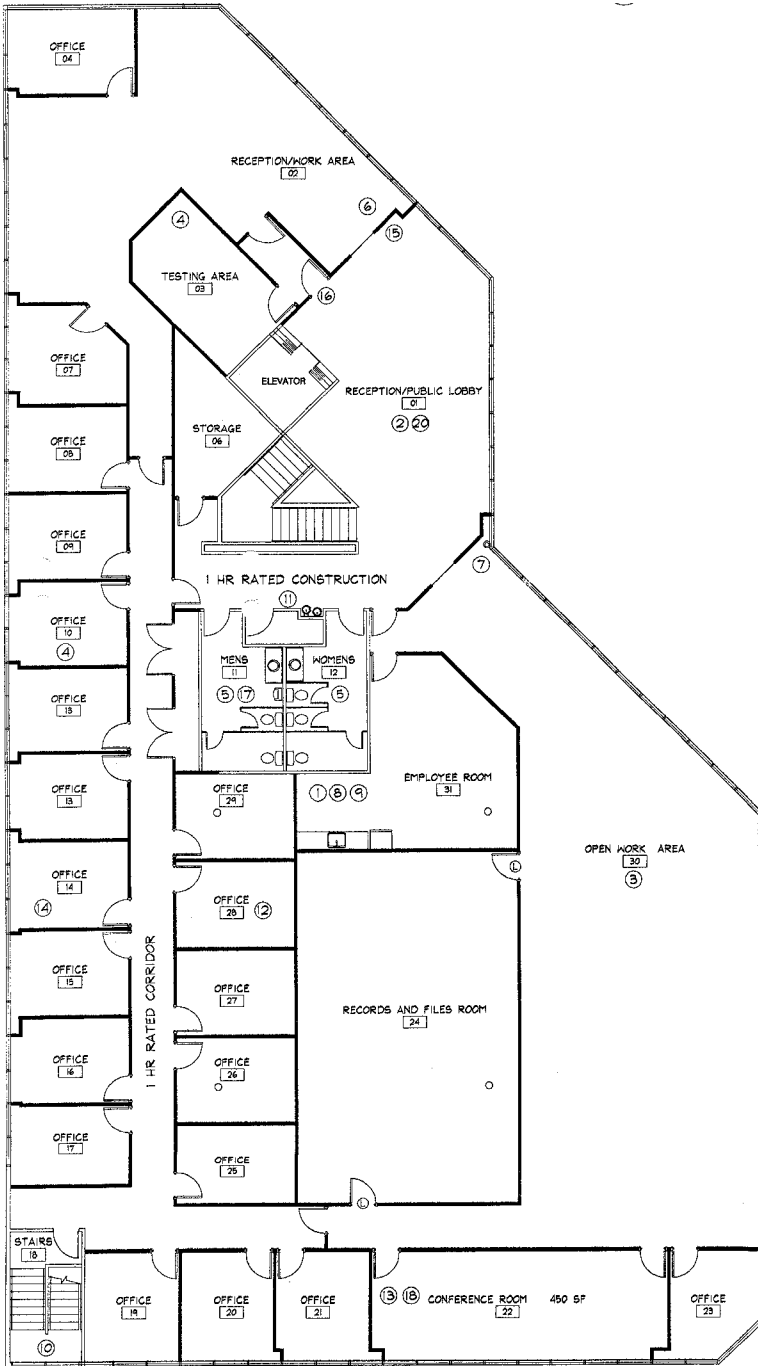 OFFICE
04
RECEPTION/WORK AREA
02
6
4
15
TESTING AREA
03
16
OFFICE
07
ELEVATOR
RECEPTION/PUBLIC LOBBY
01
2 20
STORAGE
06
OFFICE
08
OFFICE
09
7
1 HR RATED CONSTRUCTION
11
OFFICE
10
4
MENS
11
5 17
WOMENS
12
5
OFFICE
13
EMPLOYEE ROOM
31
1 8 9
OFFICE
13
OFFICE
29
OPEN WORK AREA
30
3
L
OFFICE
14
14
OFFICE
28
12
1 HR RATED CORRIDOR
OFFICE
15
OFFICE
27
RECORDS AND FILES ROOM
24
OFFICE
16
OFFICE
26
OFFICE
17
OFFICE
25
L
STAIRS
18
10
OFFICE
19
OFFICE
20
OFFICE
21
13 18
CONFERENCE ROOM 450 SF
22
OFFICE
23